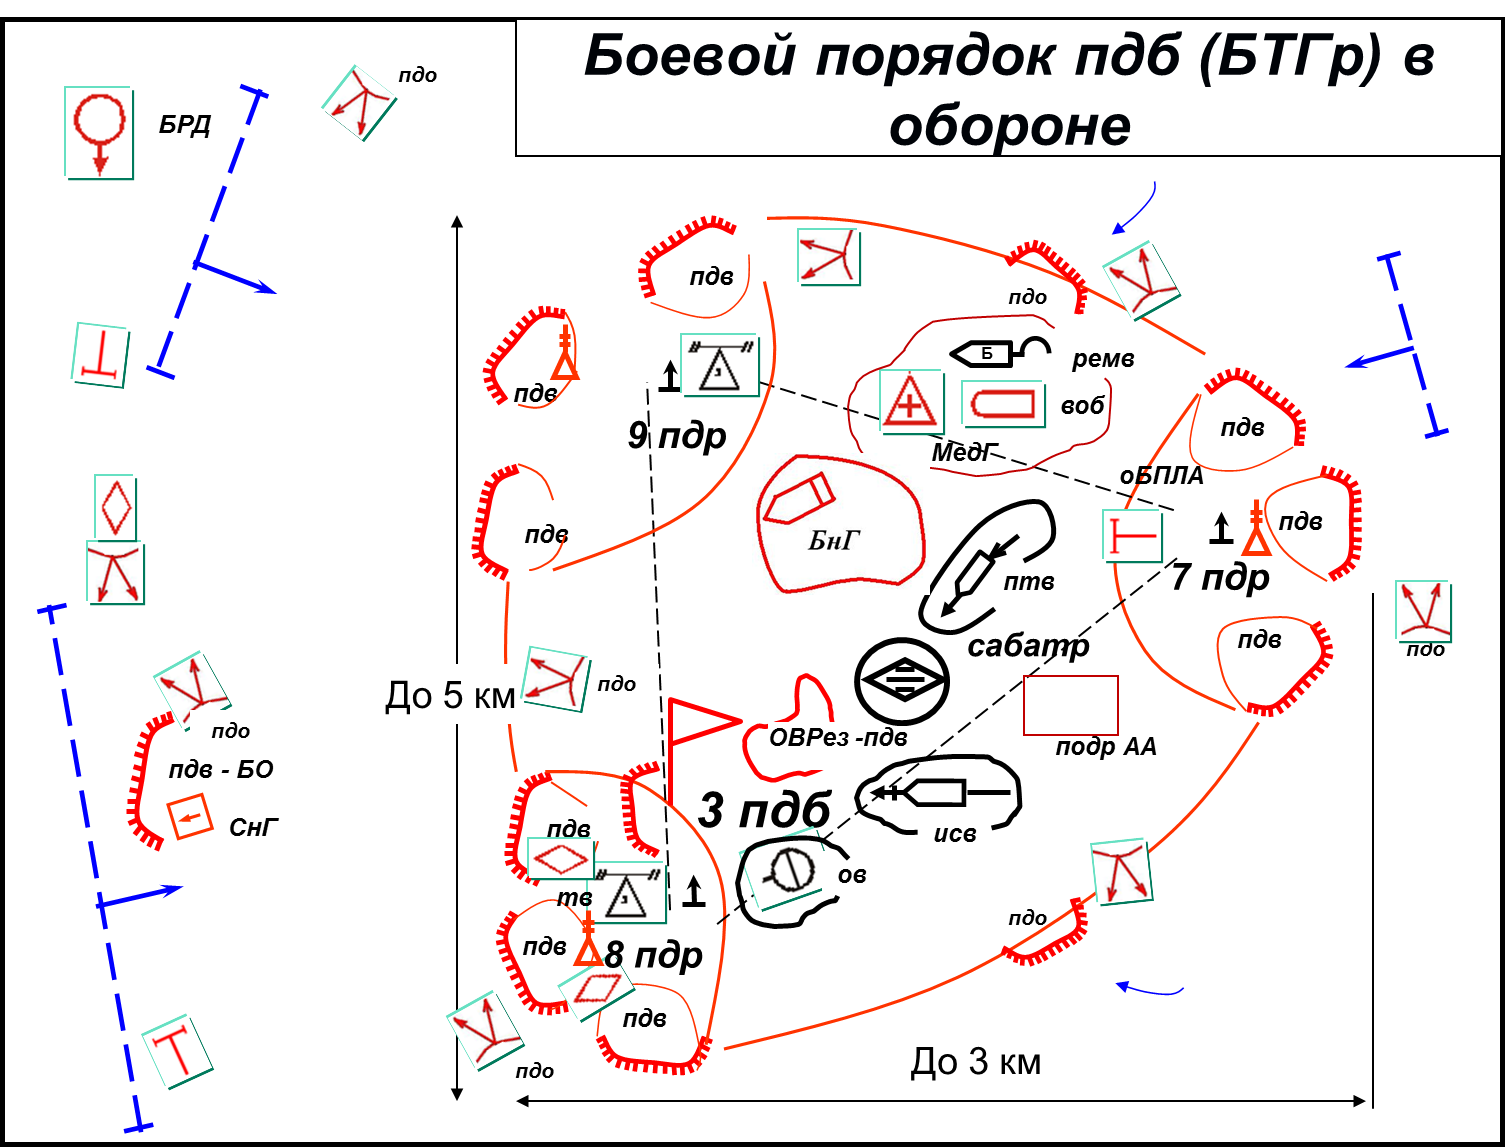 Боевой порядок пдб (БТГр) в
обороне
пдо
БРД
пдв
пдо
Б
ремв
пдв
воб
9 пдр
МедГ
пдв
оБПЛА
пдв
БнГ
пдв
птв
7 пдр
сабатр
пдв
пдо
До 5 км
пдо
пдо
ОВРез -пдв
подр АА
пдв - БО
СнГ
3 пдб
пдв
исв
ов
тв
пдв
8 пдр
пдо
пдв
До 3 км
пдо